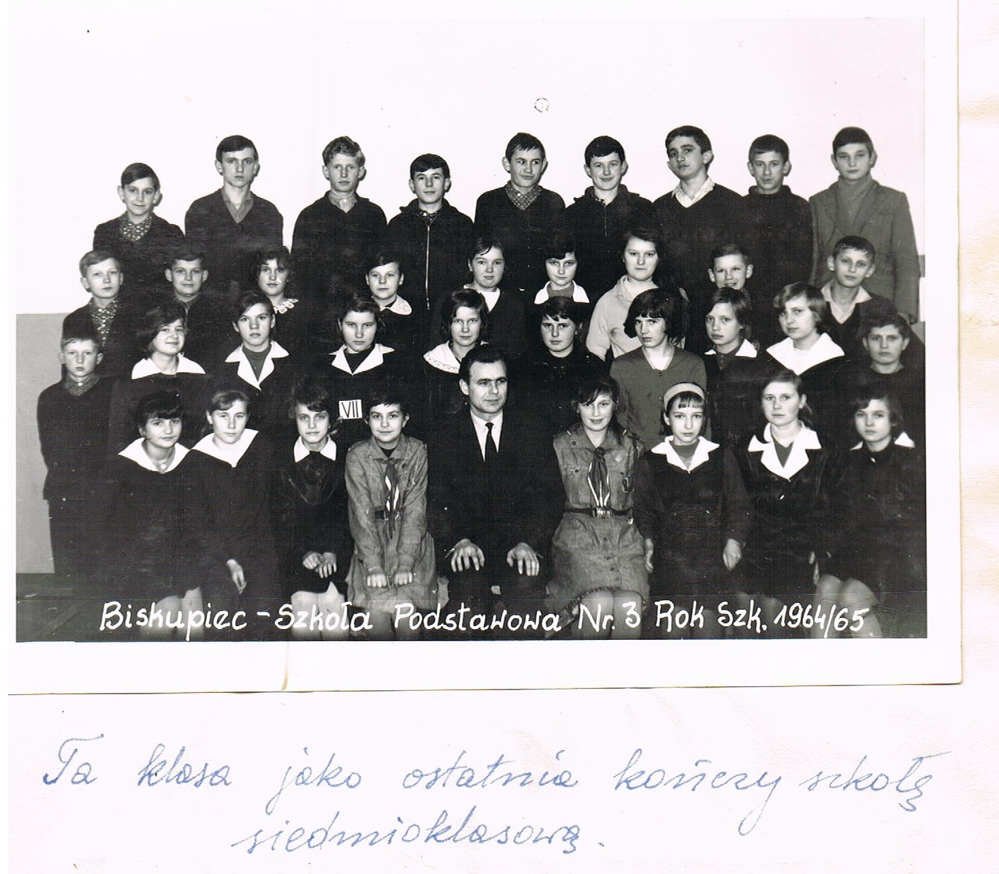 VII
Biskupiec - Szkoła Podstawowa Nr. 3 Rok Szk. 1964/65
Ta klasa jako ostatnia kończy szkołę
siedmioklasową.